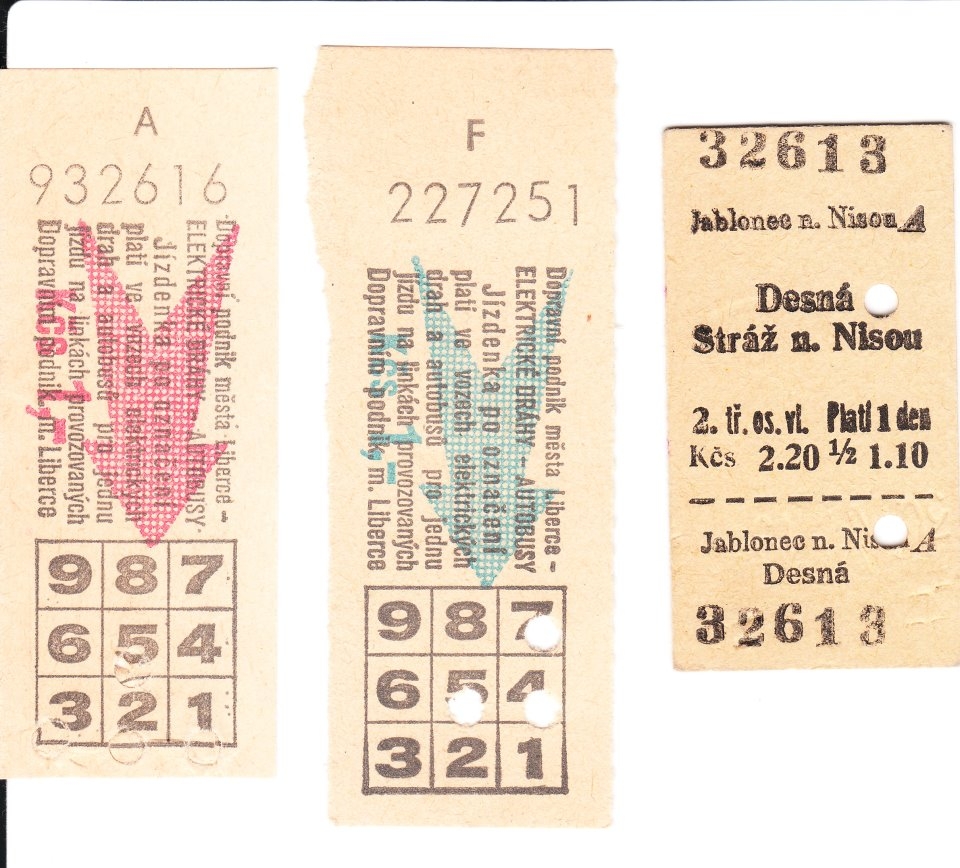 A
932616
Dopravní podnik města Liberce -
ELEKTRICKÉ DRÁHY - AUTOBUSY
Jízdenka po označení
platí ve vozech elektrických
drah a autobusů pro jednu
jízdu na linkách provozovaných
Dopravním podnik. m. Liberce
Kčs 1,-
9 8 7
6 5 4
3 2 1
F
227251
Dopravní podnik města Liberce -
ELEKTRICKÉ DRÁHY - AUTOBUSY
Jízdenka po označení
platí ve vozech elektrických
drah a autobusů pro jednu
jízdu na linkách provozovaných
Dopravním podnik. m. Liberce
Kčs 1,-
9 8 7
6 5 4
3 2 1
32613
Jablonec n. Nisou A
Desná
Stráž n. Nisou
2. tř. os. vl. Platí 1 den
Kčs 2.20 ½ 1.10
Jablonec n. Nisou A
Desná
32613